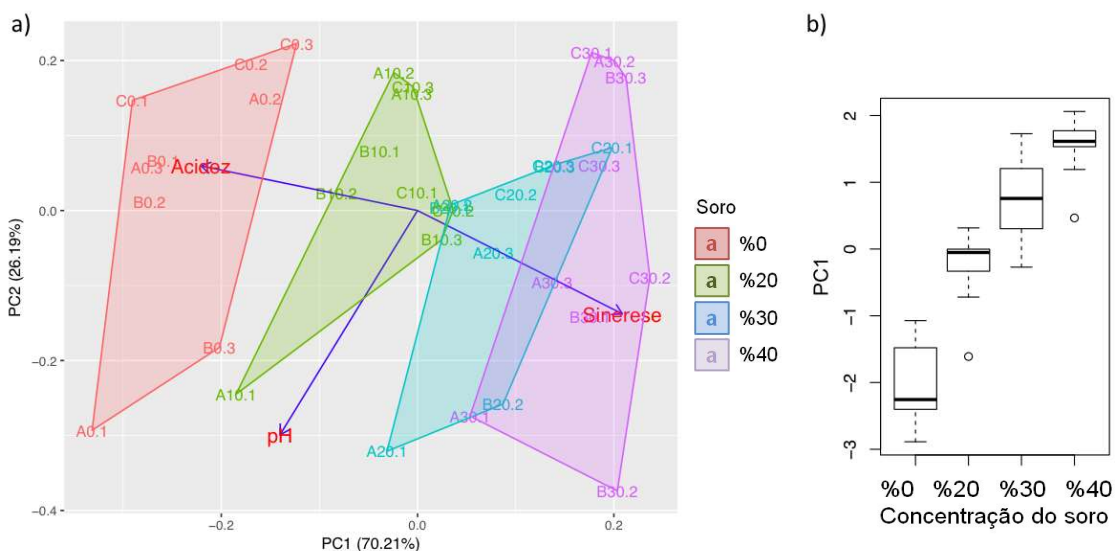 a)
b)
PC2 (26.19%)
0.2
0.0
−0.2
−0.4
C0.3
C0.2
C0.1
A0.2
B0.1
A0.3
Acidez
B0.2
B0.3
A0.1
A10.2
C10.3
A10.3
B10.1
B10.2
C10.1
B10.3
A10.1
pH
C30.1
A30.2
B30.3
C20.1
B20.3
C30.3
C20.2
A20.3
A30.3
C30.2
Sinerese
B20.2
A30.1
A20.1
B30.2
−0.2
0.0
0.2
PC1 (70.21%)
Soro
a %0
a %20
a %30
a %40
PC1
2
1
0
−1
−2
−3
%0 %20 %30 %40
Concentração do soro